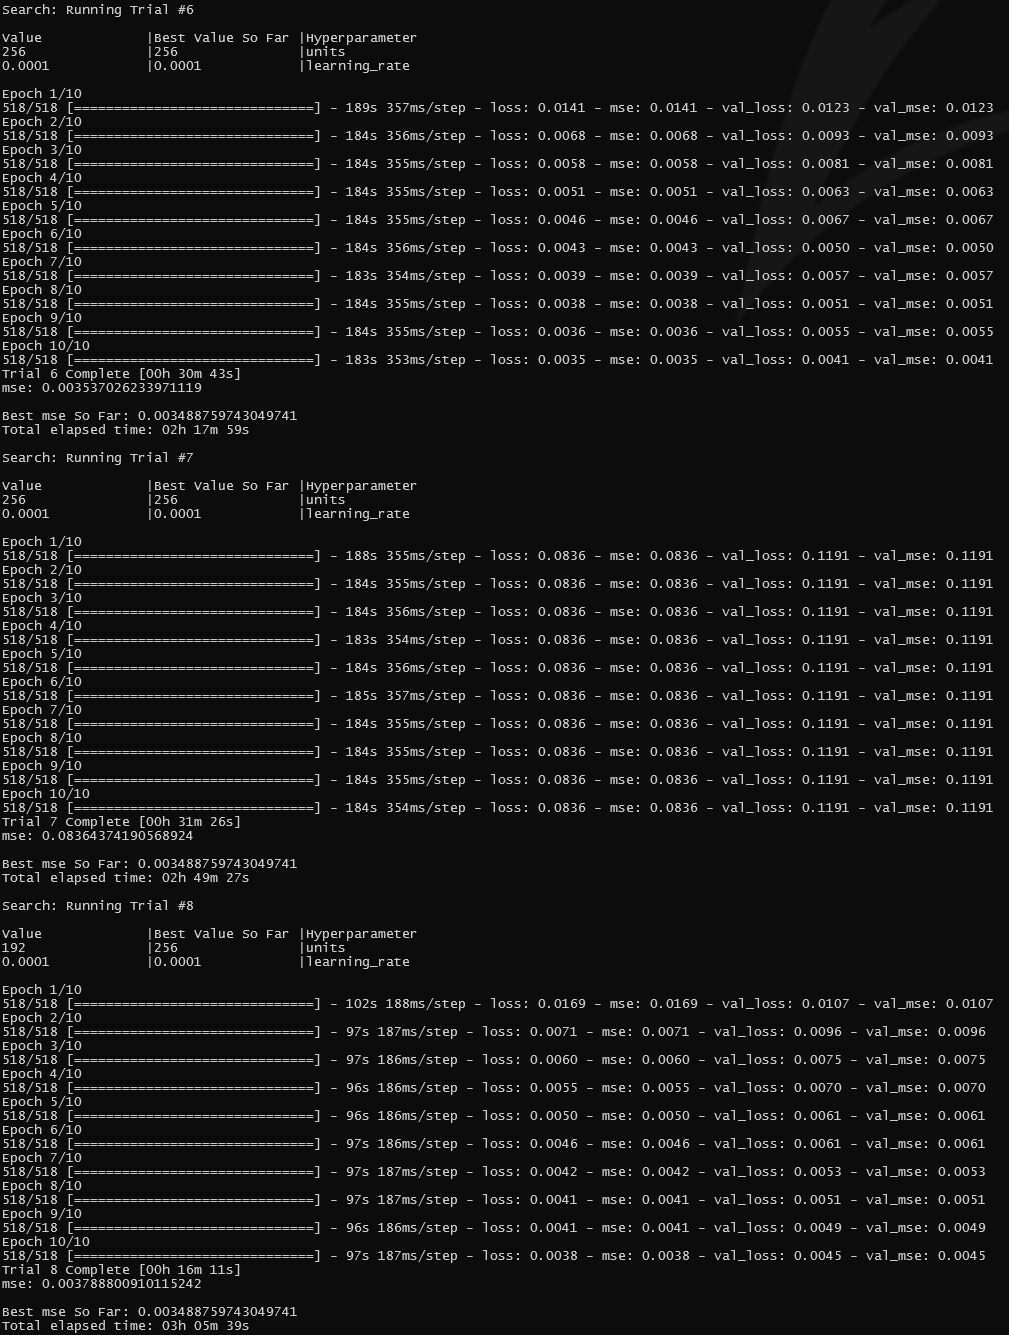 Search: Running Trial #6
Value |Best Value So Far |Hyperparameter
256 |256 |units
0.0001 |0.0001 |learning_rate
Epoch 1/10
518/518 [==============================] - 189s 357ms/step - loss: 0.0141 - mse: 0.0141 - val_loss: 0.0123 - val_mse: 0.0123
Epoch 2/10
518/518 [==============================] - 184s 356ms/step - loss: 0.0068 - mse: 0.0068 - val_loss: 0.0093 - val_mse: 0.0093
Epoch 3/10
518/518 [==============================] - 184s 355ms/step - loss: 0.0058 - mse: 0.0058 - val_loss: 0.0081 - val_mse: 0.0081
Epoch 4/10
518/518 [==============================] - 184s 355ms/step - loss: 0.0051 - mse: 0.0051 - val_loss: 0.0063 - val_mse: 0.0063
Epoch 5/10
518/518 [==============================] - 184s 355ms/step - loss: 0.0046 - mse: 0.0046 - val_loss: 0.0067 - val_mse: 0.0067
Epoch 6/10
518/518 [==============================] - 184s 356ms/step - loss: 0.0043 - mse: 0.0043 - val_loss: 0.0050 - val_mse: 0.0050
Epoch 7/10
518/518 [==============================] - 183s 354ms/step - loss: 0.0039 - mse: 0.0039 - val_loss: 0.0057 - val_mse: 0.0057
Epoch 8/10
518/518 [==============================] - 184s 355ms/step - loss: 0.0038 - mse: 0.0038 - val_loss: 0.0051 - val_mse: 0.0051
Epoch 9/10
518/518 [==============================] - 184s 355ms/step - loss: 0.0036 - mse: 0.0036 - val_loss: 0.0055 - val_mse: 0.0055
Epoch 10/10
518/518 [==============================] - 183s 353ms/step - loss: 0.0035 - mse: 0.0035 - val_loss: 0.0041 - val_mse: 0.0041
Trial 6 Complete [00h 30m 43s]
mse: 0.003537026233971119
Best mse So Far: 0.003488759743049741
Total elapsed time: 02h 17m 59s
Search: Running Trial #7
Value |Best Value So Far |Hyperparameter
256 |256 |units
0.0001 |0.0001 |learning_rate
Epoch 1/10
518/518 [==============================] - 188s 355ms/step - loss: 0.0836 - mse: 0.0836 - val_loss: 0.1191 - val_mse: 0.1191
Epoch 2/10
518/518 [==============================] - 184s 355ms/step - loss: 0.0836 - mse: 0.0836 - val_loss: 0.1191 - val_mse: 0.1191
Epoch 3/10
518/518 [==============================] - 184s 356ms/step - loss: 0.0836 - mse: 0.0836 - val_loss: 0.1191 - val_mse: 0.1191
Epoch 4/10
518/518 [==============================] - 183s 354ms/step - loss: 0.0836 - mse: 0.0836 - val_loss: 0.1191 - val_mse: 0.1191
Epoch 5/10
518/518 [==============================] - 184s 356ms/step - loss: 0.0836 - mse: 0.0836 - val_loss: 0.1191 - val_mse: 0.1191
Epoch 6/10
518/518 [==============================] - 185s 357ms/step - loss: 0.0836 - mse: 0.0836 - val_loss: 0.1191 - val_mse: 0.1191
Epoch 7/10
518/518 [==============================] - 184s 355ms/step - loss: 0.0836 - mse: 0.0836 - val_loss: 0.1191 - val_mse: 0.1191
Epoch 8/10
518/518 [==============================] - 184s 355ms/step - loss: 0.0836 - mse: 0.0836 - val_loss: 0.1191 - val_mse: 0.1191
Epoch 9/10
518/518 [==============================] - 184s 355ms/step - loss: 0.0836 - mse: 0.0836 - val_loss: 0.1191 - val_mse: 0.1191
Epoch 10/10
518/518 [==============================] - 184s 354ms/step - loss: 0.0836 - mse: 0.0836 - val_loss: 0.1191 - val_mse: 0.1191
Trial 7 Complete [00h 31m 26s]
mse: 0.08364374190568924
Best mse So Far: 0.003488759743049741
Total elapsed time: 02h 49m 27s
Search: Running Trial #8
Value |Best Value So Far |Hyperparameter
192 |256 |units
0.0001 |0.0001 |learning_rate
Epoch 1/10
518/518 [==============================] - 102s 188ms/step - loss: 0.0169 - mse: 0.0169 - val_loss: 0.0107 - val_mse: 0.0107
Epoch 2/10
518/518 [==============================] - 97s 187ms/step - loss: 0.0071 - mse: 0.0071 - val_loss: 0.0096 - val_mse: 0.0096
Epoch 3/10
518/518 [==============================] - 97s 186ms/step - loss: 0.0060 - mse: 0.0060 - val_loss: 0.0075 - val_mse: 0.0075
Epoch 4/10
518/518 [==============================] - 96s 186ms/step - loss: 0.0055 - mse: 0.0055 - val_loss: 0.0070 - val_mse: 0.0070
Epoch 5/10
518/518 [==============================] - 96s 186ms/step - loss: 0.0050 - mse: 0.0050 - val_loss: 0.0061 - val_mse: 0.0061
Epoch 6/10
518/518 [==============================] - 97s 186ms/step - loss: 0.0046 - mse: 0.0046 - val_loss: 0.0061 - val_mse: 0.0061
Epoch 7/10
518/518 [==============================] - 97s 187ms/step - loss: 0.0042 - mse: 0.0042 - val_loss: 0.0053 - val_mse: 0.0053
Epoch 8/10
518/518 [==============================] - 97s 187ms/step - loss: 0.0041 - mse: 0.0041 - val_loss: 0.0051 - val_mse: 0.0051
Epoch 9/10
518/518 [==============================] - 96s 186ms/step - loss: 0.0041 - mse: 0.0041 - val_loss: 0.0049 - val_mse: 0.0049
Epoch 10/10
518/518 [==============================] - 97s 187ms/step - loss: 0.0038 - mse: 0.0038 - val_loss: 0.0045 - val_mse: 0.0045
Trial 8 Complete [00h 16m 11s]
mse: 0.003788800910115242
Best mse So Far: 0.003488759743049741
Total elapsed time: 03h 05m 39s